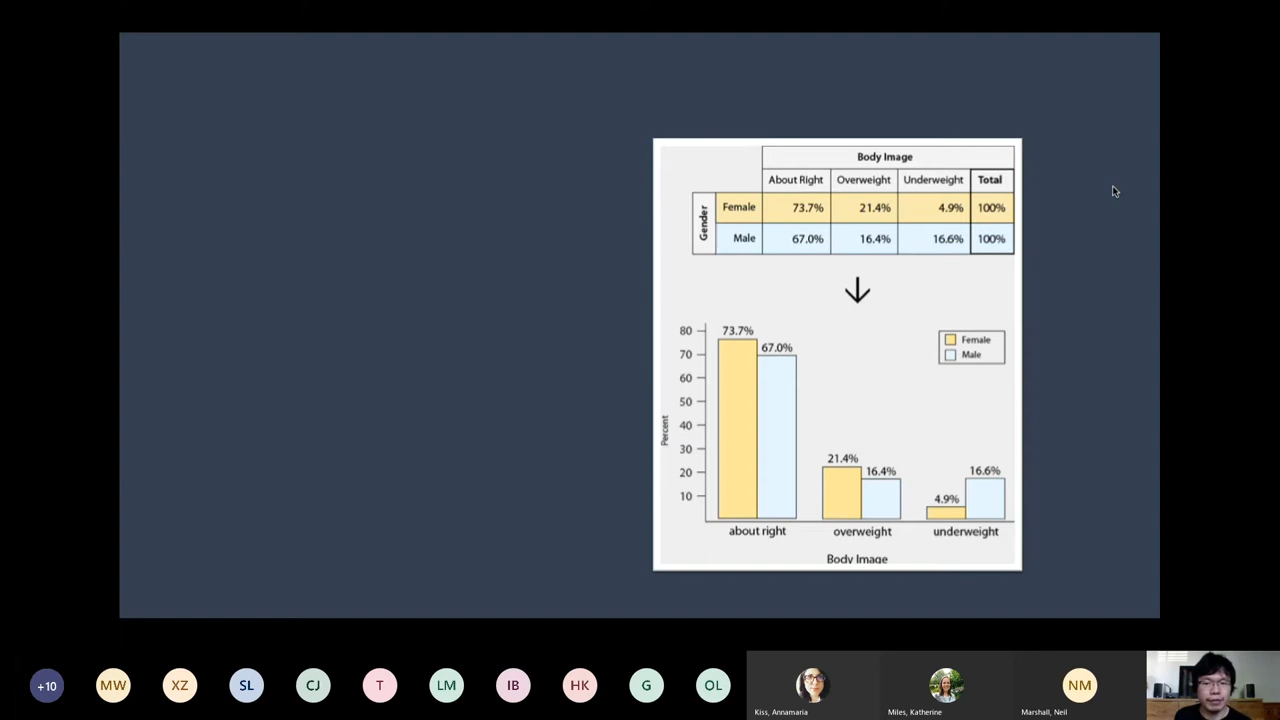 Body Image
About Right Overweight Underweight Total
Gender
Female 73.7% 21.4% 4.9% 100%
Male 67.0% 16.4% 16.6% 100%
80
70
60
50
40
30
20
10
Percent
73.7%
67.0%
21.4%
16.4%
4.9%
16.6%
Female
Male
about right overweight underweight
Body Image
+10 MW XZ SL CJ T LM IB HK G OL NM
Kiss, Annamaria Miles, Katherine Marshall, Neil